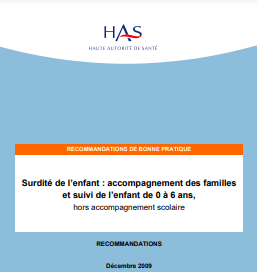 HAS
HAUTE AUTORITÉ DE SANTÉ
RECOMMANDATIONS DE BONNE PRATIQUE
Surdité de l'enfant : accompagnement des familles
et suivi de l'enfant de 0 à 6 ans,
hors accompagnement scolaire
RECOMMANDATIONS
Décembre 2009